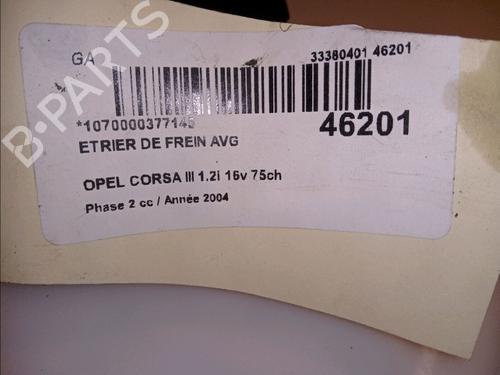 GA 33380401 46201
*1070000377145 46201
ETRIER DE FREIN AVG
OPEL CORSA III 1.2i 16v 75ch
Phase 2 cc / Année 2004
B-PARTS